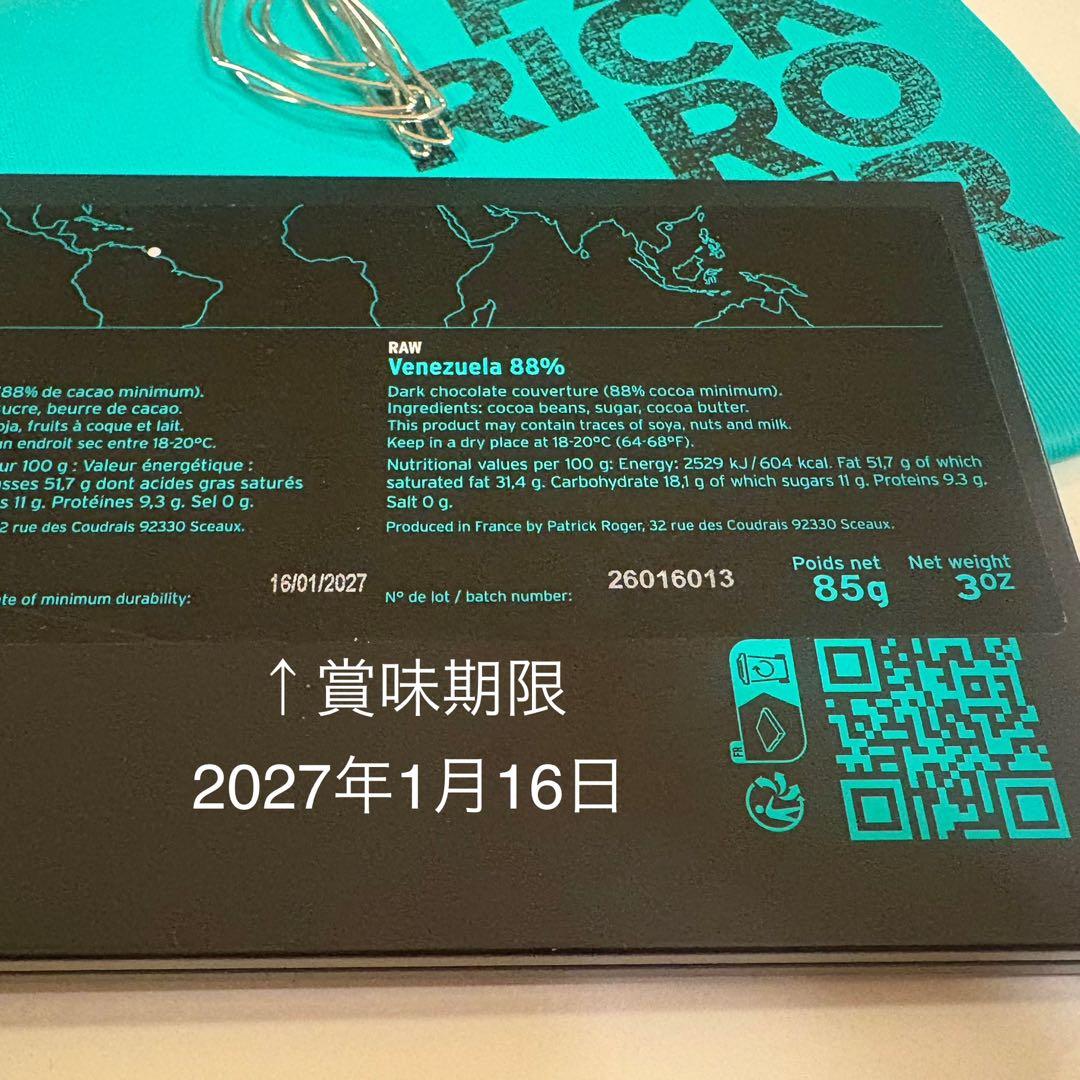 RICK
RO
RAW
Venezuela 88%
(88% de cacao minimum).
ucre, beurre de cacao.
oja, fruits à coque et lait.
un endroit sec entre 18-20°C.
ur 100 g : Valeur énergétique :
asses 51,7 g dont acides gras saturés
s 11 g. Protéines 9,3 g. Sel 0 g.
2 rue des Coudrais 92330 Sceaux.
Dark chocolate couverture (88% cocoa minimum).
Ingredients: cocoa beans, sugar, cocoa butter.
This product may contain traces of soya, nuts and milk.
Keep in a dry place at 18-20°C (64-68°F).
Nutritional values per 100 g: Energy: 2529 kJ/604 kcal. Fat 51,7 g of which
saturated fat 31,4 g. Carbohydrate 18,1 g of which sugars 11 g. Proteins 9.3 g.
Salt 0 g.
Produced in France by Patrick Roger, 32 rue des Coudrais 92330 Sceaux.
ate of minimum durability:
16/01/2027
N° de lot / batch number:
26016013
Poids net
85g
Net weight
3oz
↑賞味期限
2027年1月16日
FR